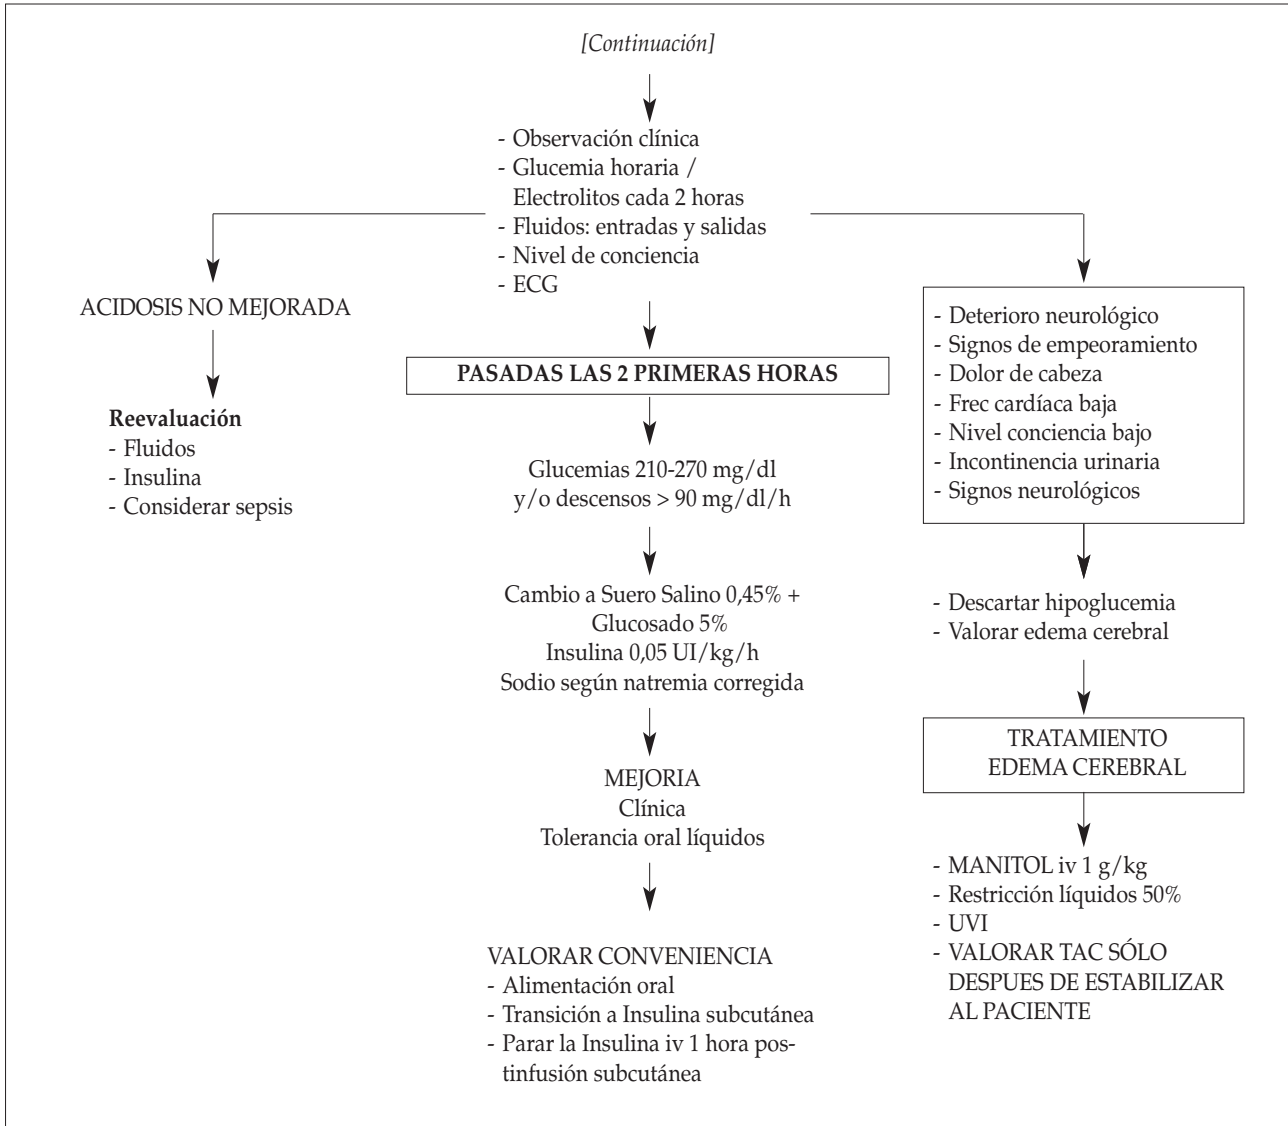 [Continuación]
- Observación clínica
- Glucemia horaria /
Electrolitos cada 2 horas
- Fluidos: entradas y salidas
- Nivel de conciencia
- ECG
ACIDOSIS NO MEJORADA
Reevaluación
- Fluidos
- Insulina
- Considerar sepsis
PASADAS LAS 2 PRIMERAS HORAS
Glucemias 210-270 mg/dl
y/o descensos > 90 mg/dl/h
Cambio a Suero Salino 0,45% +
Glucosado 5%
Insulina 0,05 UI/kg/h
Sodio según natremia corregida
MEJORIA
Clínica
Tolerancia oral líquidos
VALORAR CONVENIENCIA
- Alimentación oral
- Transición a Insulina subcutánea
- Parar la Insulina iv 1 hora pos-
tinfusión subcutánea
- Deterioro neurológico
- Signos de empeoramiento
- Dolor de cabeza
- Frec cardíaca baja
- Nivel conciencia bajo
- Incontinencia urinaria
- Signos neurológicos
- Descartar hipoglucemia
- Valorar edema cerebral
TRATAMIENTO
EDEMA CEREBRAL
- MANITOL iv 1 g/kg
- Restricción líquidos 50%
- UVI
- VALORAR TAC SÓLO
DESPUES DE ESTABILIZAR
AL PACIENTE